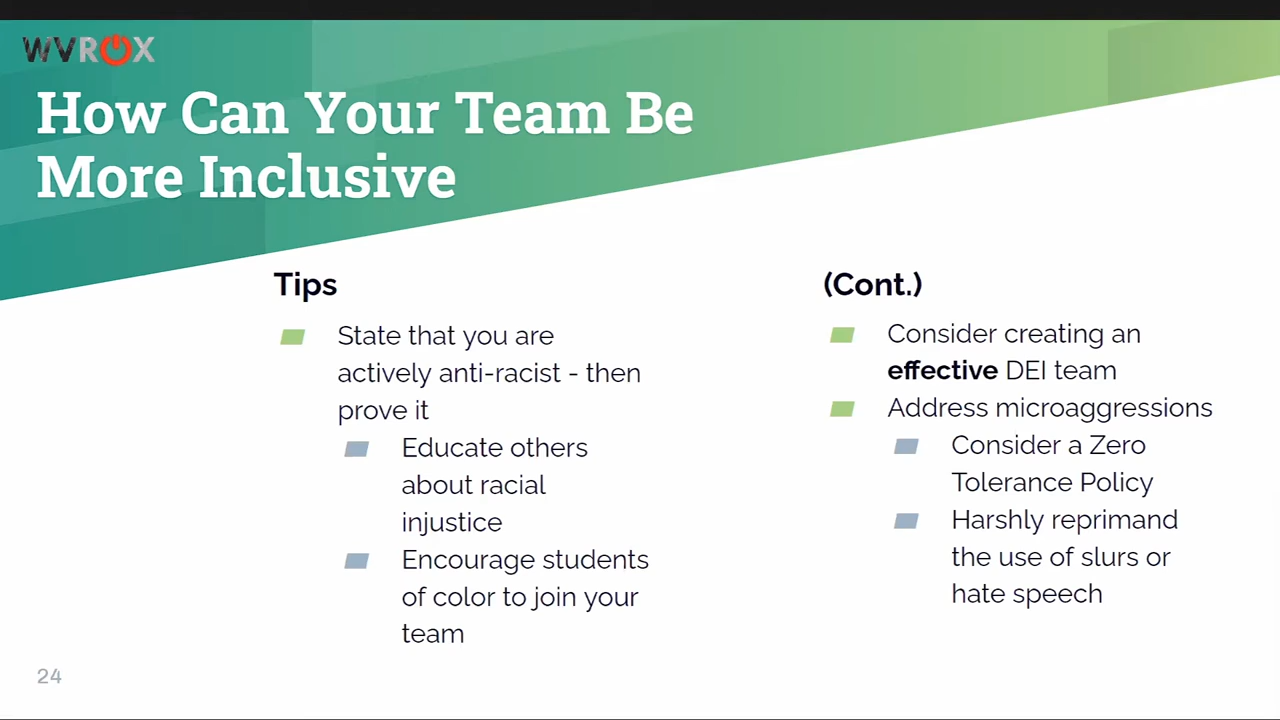 WVROX
How Can Your Team Be
More Inclusive
Tips
State that you are
actively anti-racist - then
prove it
Educate others
about racial
injustice
Encourage students
of color to join your
team
(Cont.)
Consider creating an
effective DEI team
Address microaggressions
Consider a Zero
Tolerance Policy
Harshly reprimand
the use of slurs or
hate speech
24